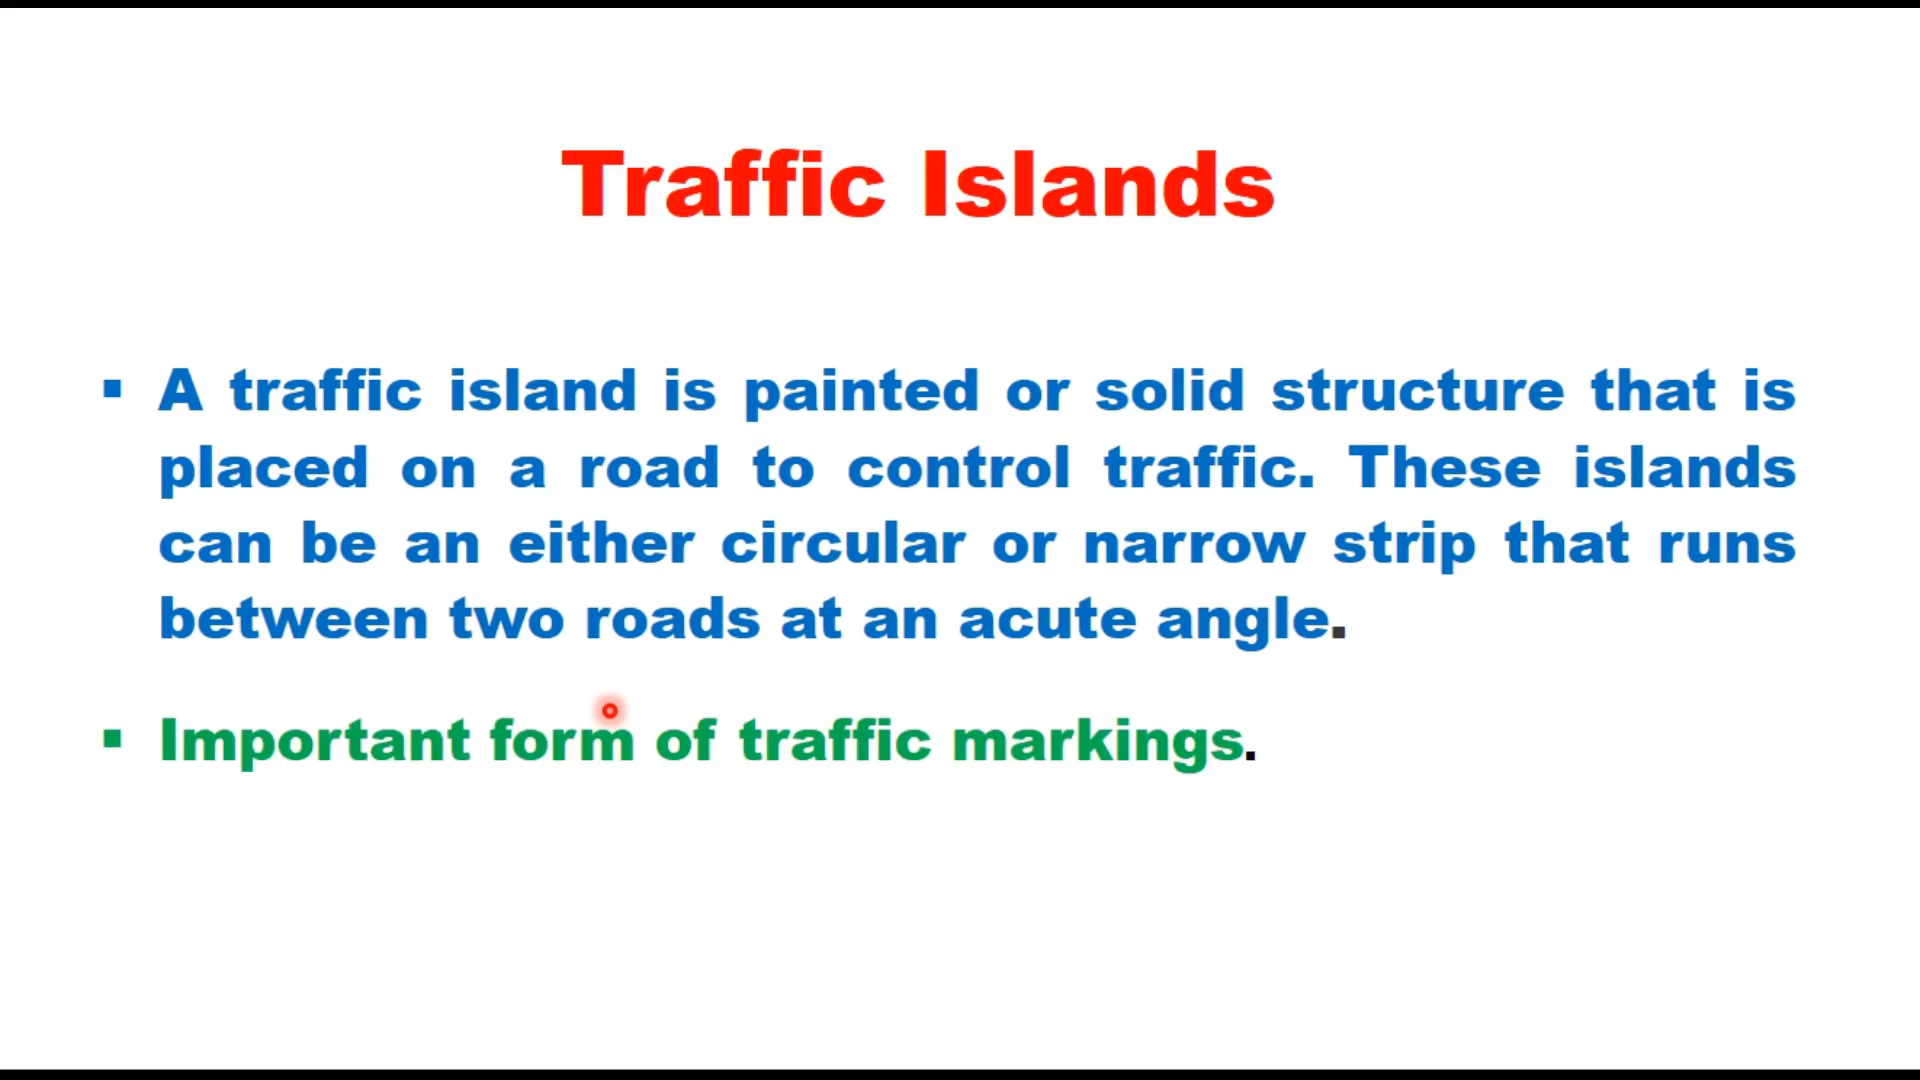 Traffic Islands
▪ A traffic island is painted or solid structure that is
placed on a road to control traffic. These islands
can be an either circular or narrow strip that runs
between two roads at an acute angle.
▪ Important form of traffic markings.